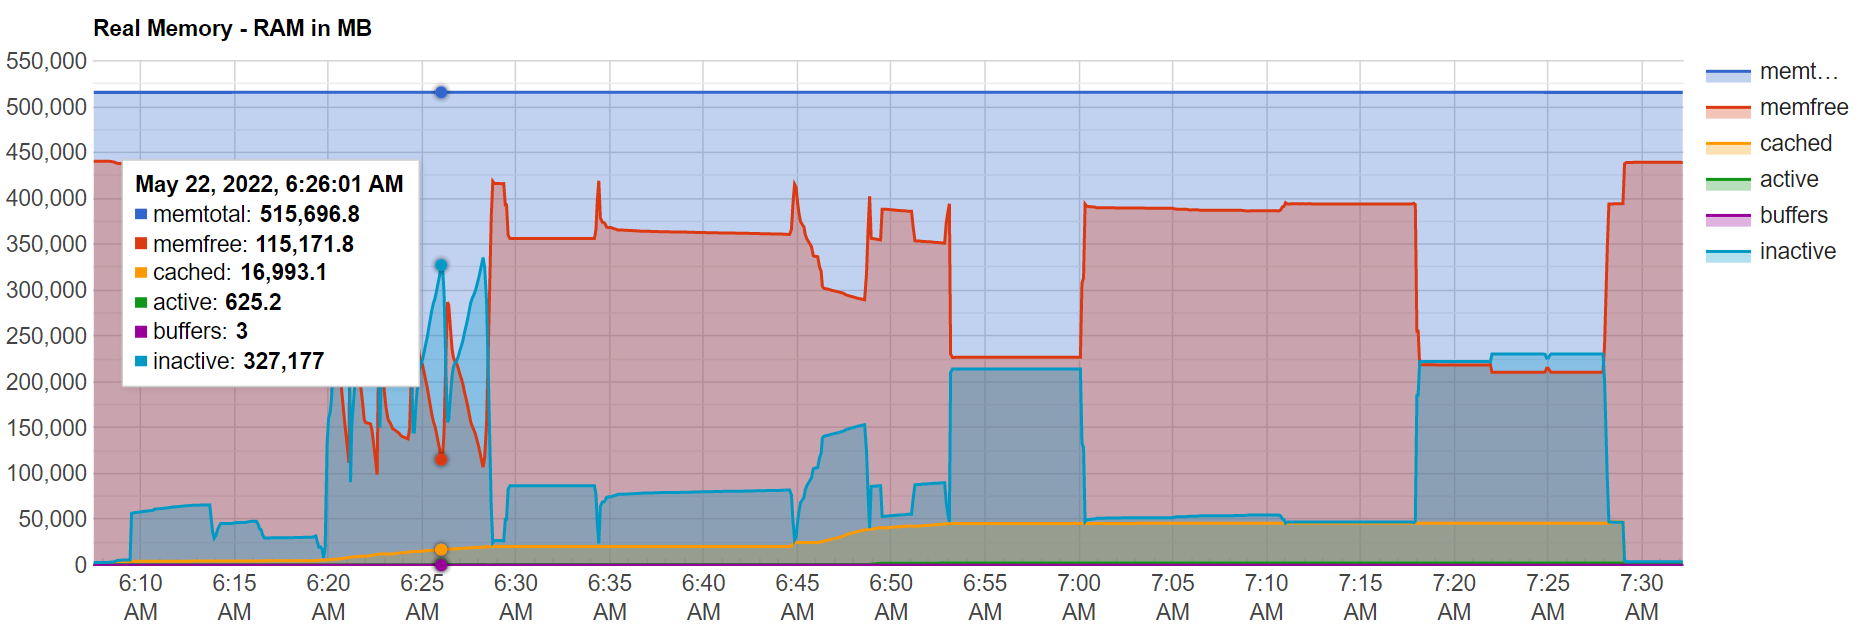 Real Memory - RAM in MB
550,000
500,000
450,000
400,000
350,000
300,000
250,000
200,000
150,000
100,000
50,000
0
May 22, 2022, 6:26:01 AM
memtotal: 515,696.8
memfree: 115,171.8
cached: 16,993.1
active: 625.2
buffers: 3
inactive: 327,177
6:10 AM
6:15 AM
6:20 AM
6:25 AM
6:30 AM
6:35 AM
6:40 AM
6:45 AM
6:50 AM
6:55 AM
7:00 AM
7:05 AM
7:10 AM
7:15 AM
7:20 AM
7:25 AM
7:30 AM
memt…
memfree
cached
active
buffers
inactive